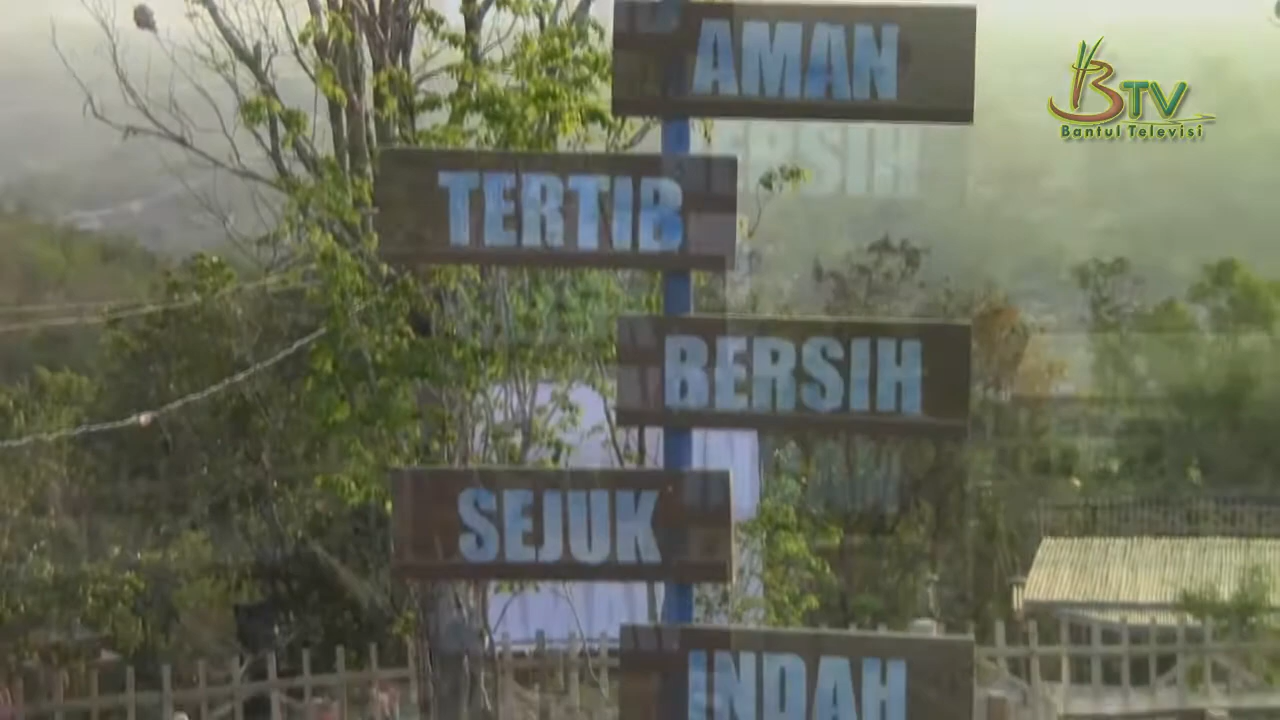 AMAN
BTV
Bantul Televisi
TERTIB
BERSIH
SEJUK
INDAH